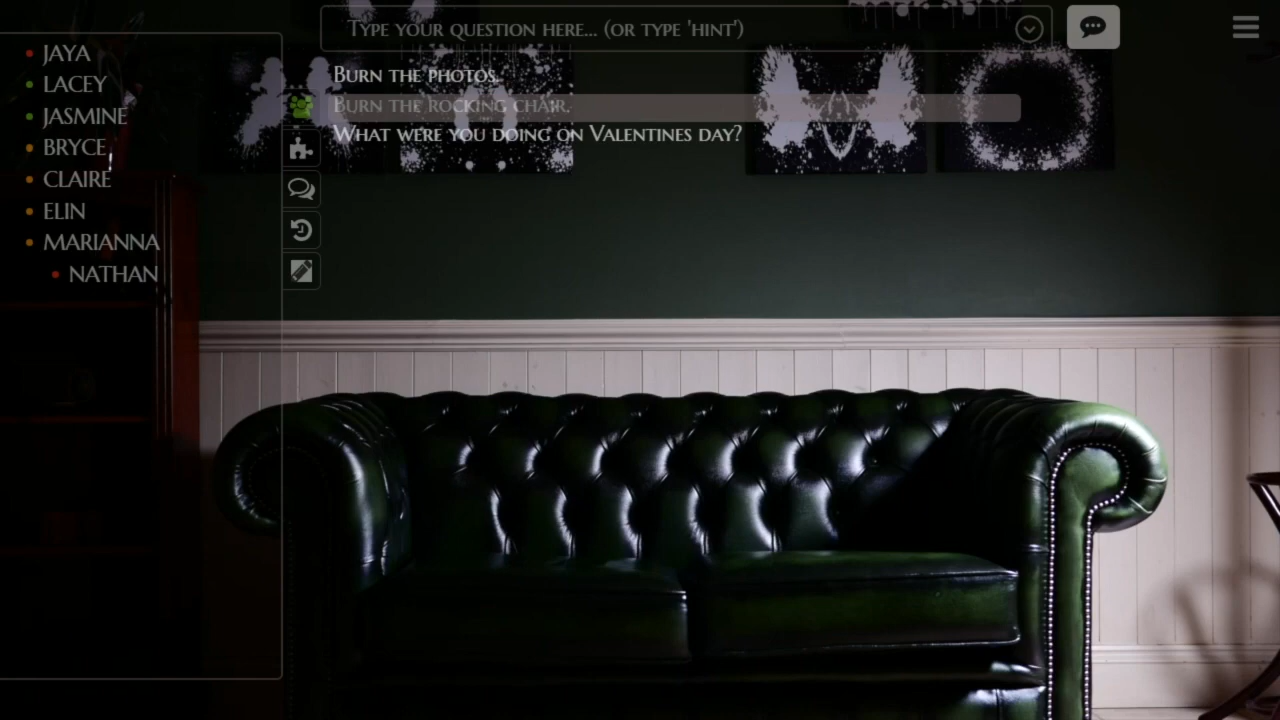 Type your question here... (or type 'hint')
JAYA
LACEY
JASMINE
BRYCE
CLAIRE
ELIN
MARIANNA
NATHAN
Burn the photos.
Burn the rocking chair.
What were you doing on Valentines day?